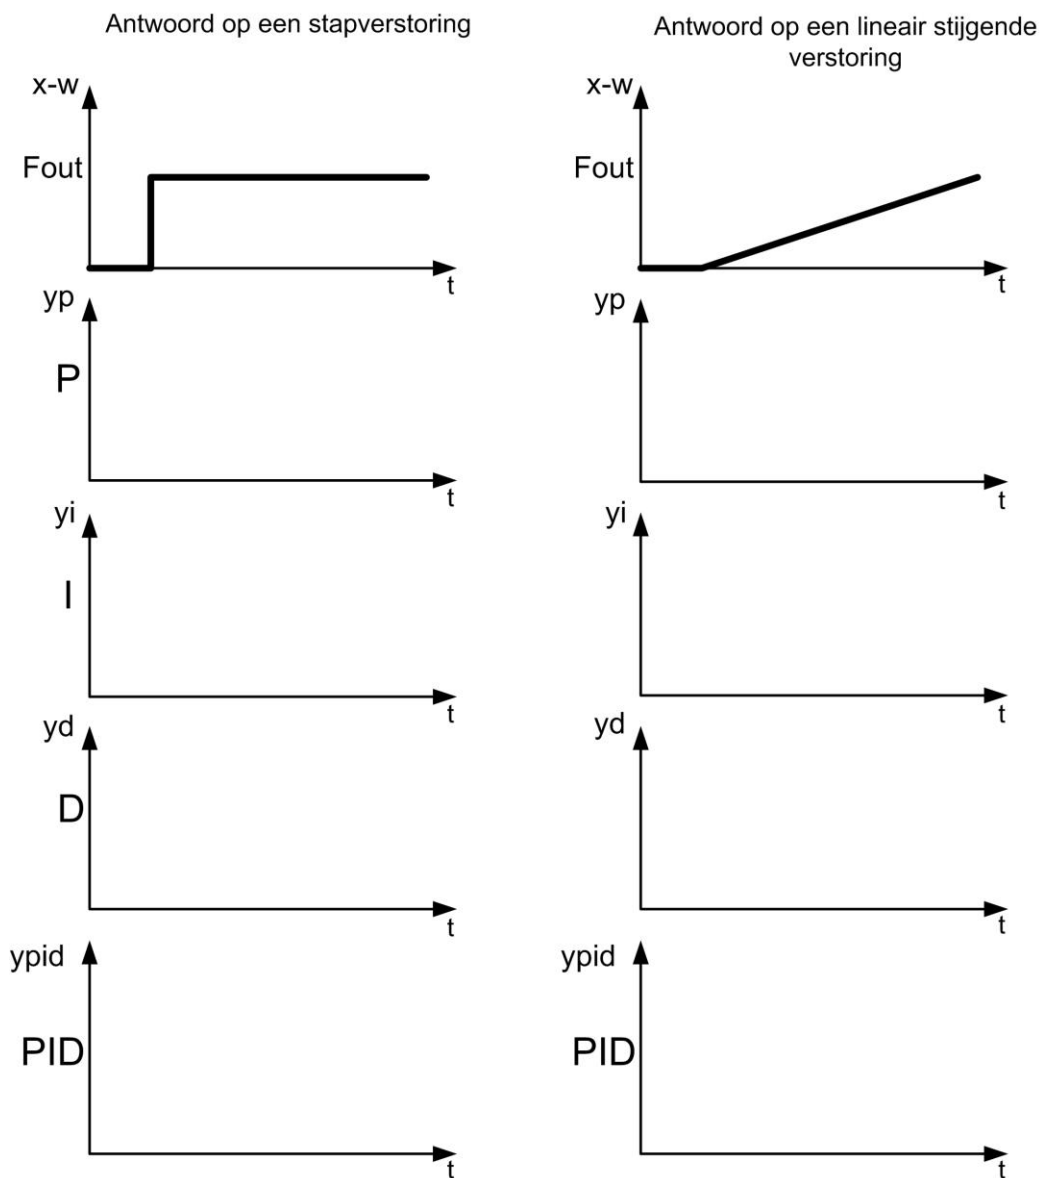 Antwoord op een stapverstoring
x-w
Fout
t
yp
P
t
yi
I
t
yd
D
t
ypid
PID
t
Antwoord op een lineair stijgende
verstoring
x-w
Fout
t
yp
t
yi
t
yd
t
ypid
PID
t